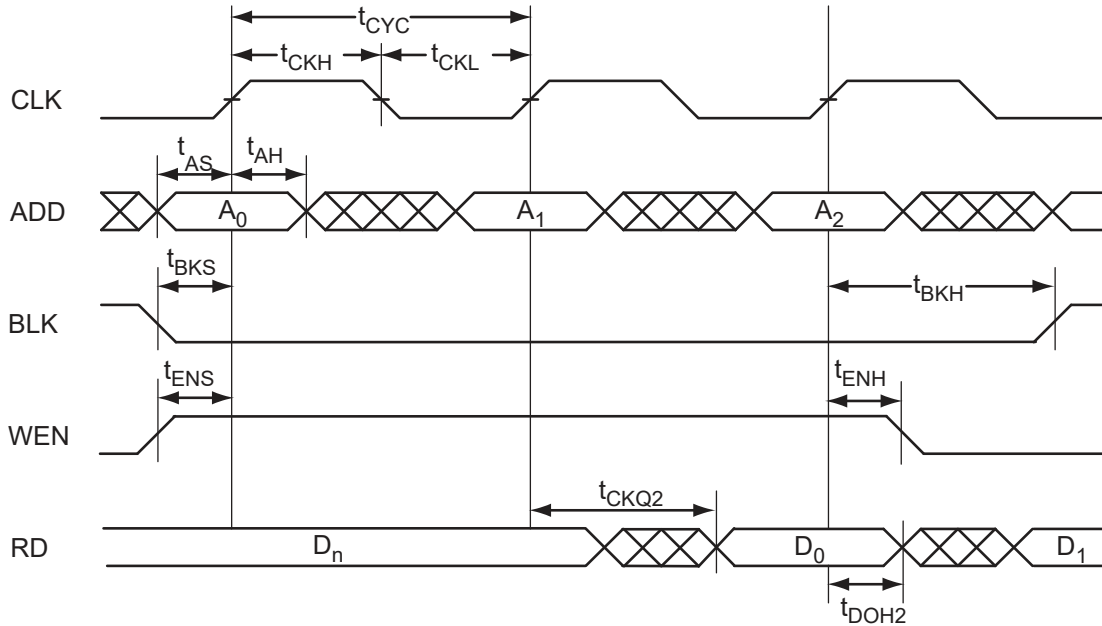 tCYC
tCKH tCKL
CLK
tAS tAH
ADD A0 A1 A2
tBKS tBKH
BLK
tENS tENH
WEN
tCKQ2
RD Dn D0 D1
tDOH2